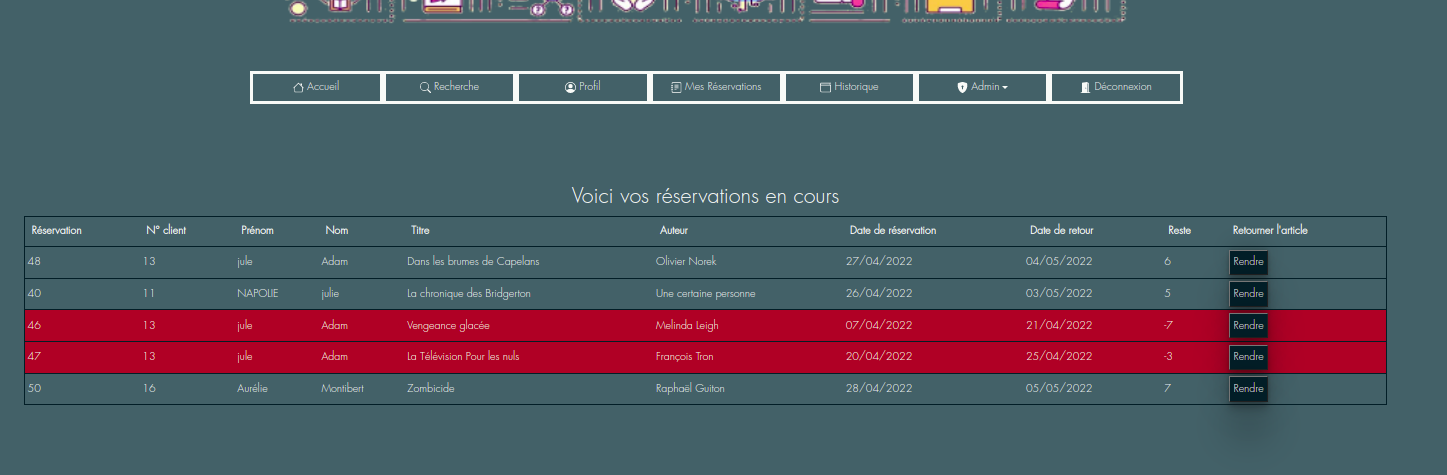 Accueil Recherche Profil Mes Réservations Historique Admin Déconnexion
Voici vos réservations en cours
Réservation N° client Prénom Nom Titre Auteur Date de réservation Date de retour Reste Retourner l'article
48 13 jule Adam Dans les brumes de Capelans Olivier Norek 27/04/2022 04/05/2022 6 Rendre
40 11 NAPOLIE julie La chronique des Bridgerton Une certaine personne 26/04/2022 03/05/2022 5 Rendre
46 13 jule Adam Vengeance glacée Melinda Leigh 07/04/2022 21/04/2022 -7 Rendre
47 13 jule Adam La Télévision Pour les nuls François Tron 20/04/2022 25/04/2022 -3 Rendre
50 16 Aurélie Montibert Zombicide Raphaël Guiton 28/04/2022 05/05/2022 7 Rendre